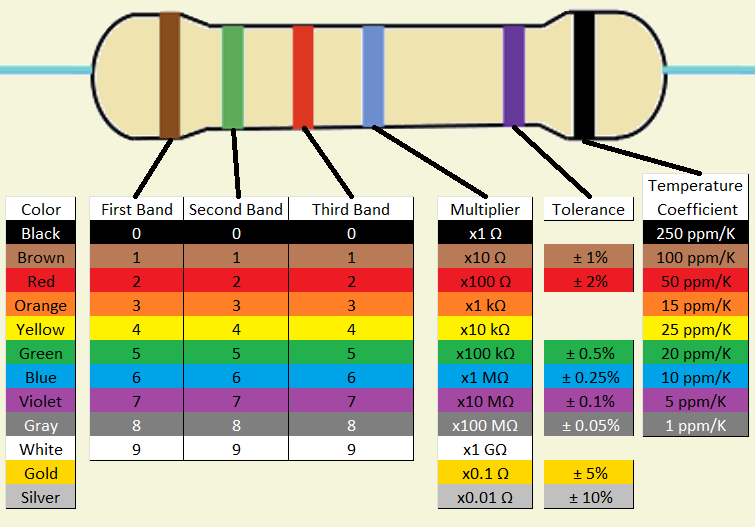 Temperature
Color First Band Second Band Third Band Multiplier Tolerance Coefficient
Black 0 0 0 x1 Ω 250 ppm/K
Brown 1 1 1 x10 Ω ± 1% 100 ppm/K
Red 2 2 2 x100 Ω ± 2% 50 ppm/K
Orange 3 3 3 x1 kΩ 15 ppm/K
Yellow 4 4 4 x10 kΩ 25 ppm/K
Green 5 5 5 x100 kΩ ± 0.5% 20 ppm/K
Blue 6 6 6 x1 MΩ ± 0.25% 10 ppm/K
Violet 7 7 7 x10 MΩ ± 0.1% 5 ppm/K
Gray 8 8 8 x100 MΩ ± 0.05% 1 ppm/K
White 9 9 9 x1 GΩ
Gold x0.1 Ω ± 5%
Silver x0.01 Ω ± 10%